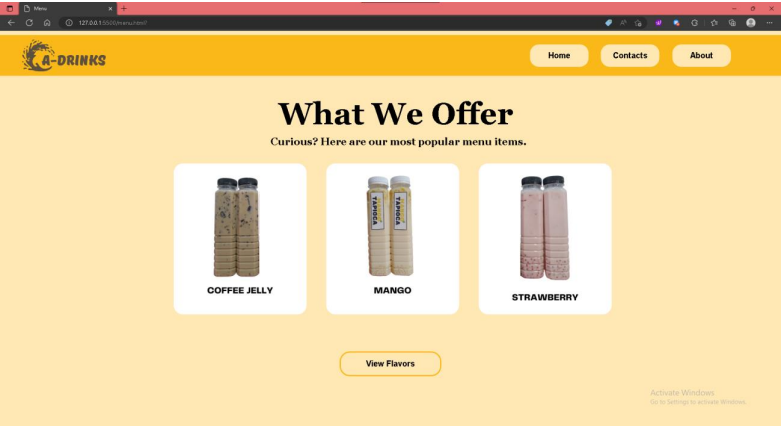 Menu
127.0.0.1:5500/menu.html
A-DRINKS
Home
Contacts
About
What We Offer
Curious? Here are our most popular menu items.
TAPIOCA
TAPIOCA
COFFEE JELLY
MANGO
STRAWBERRY
View Flavors
Activate Windows
Go to Settings to activate Windows.